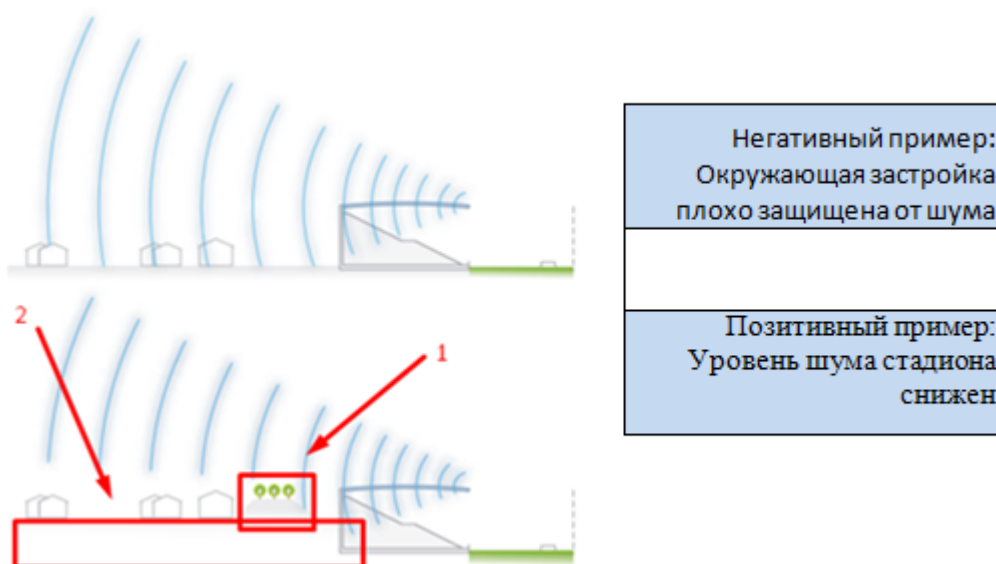 Негативный пример:
Окружающая застройка
плохо защищена от шума
2
1
Позитивный пример:
Уровень шума стадиона
снижен